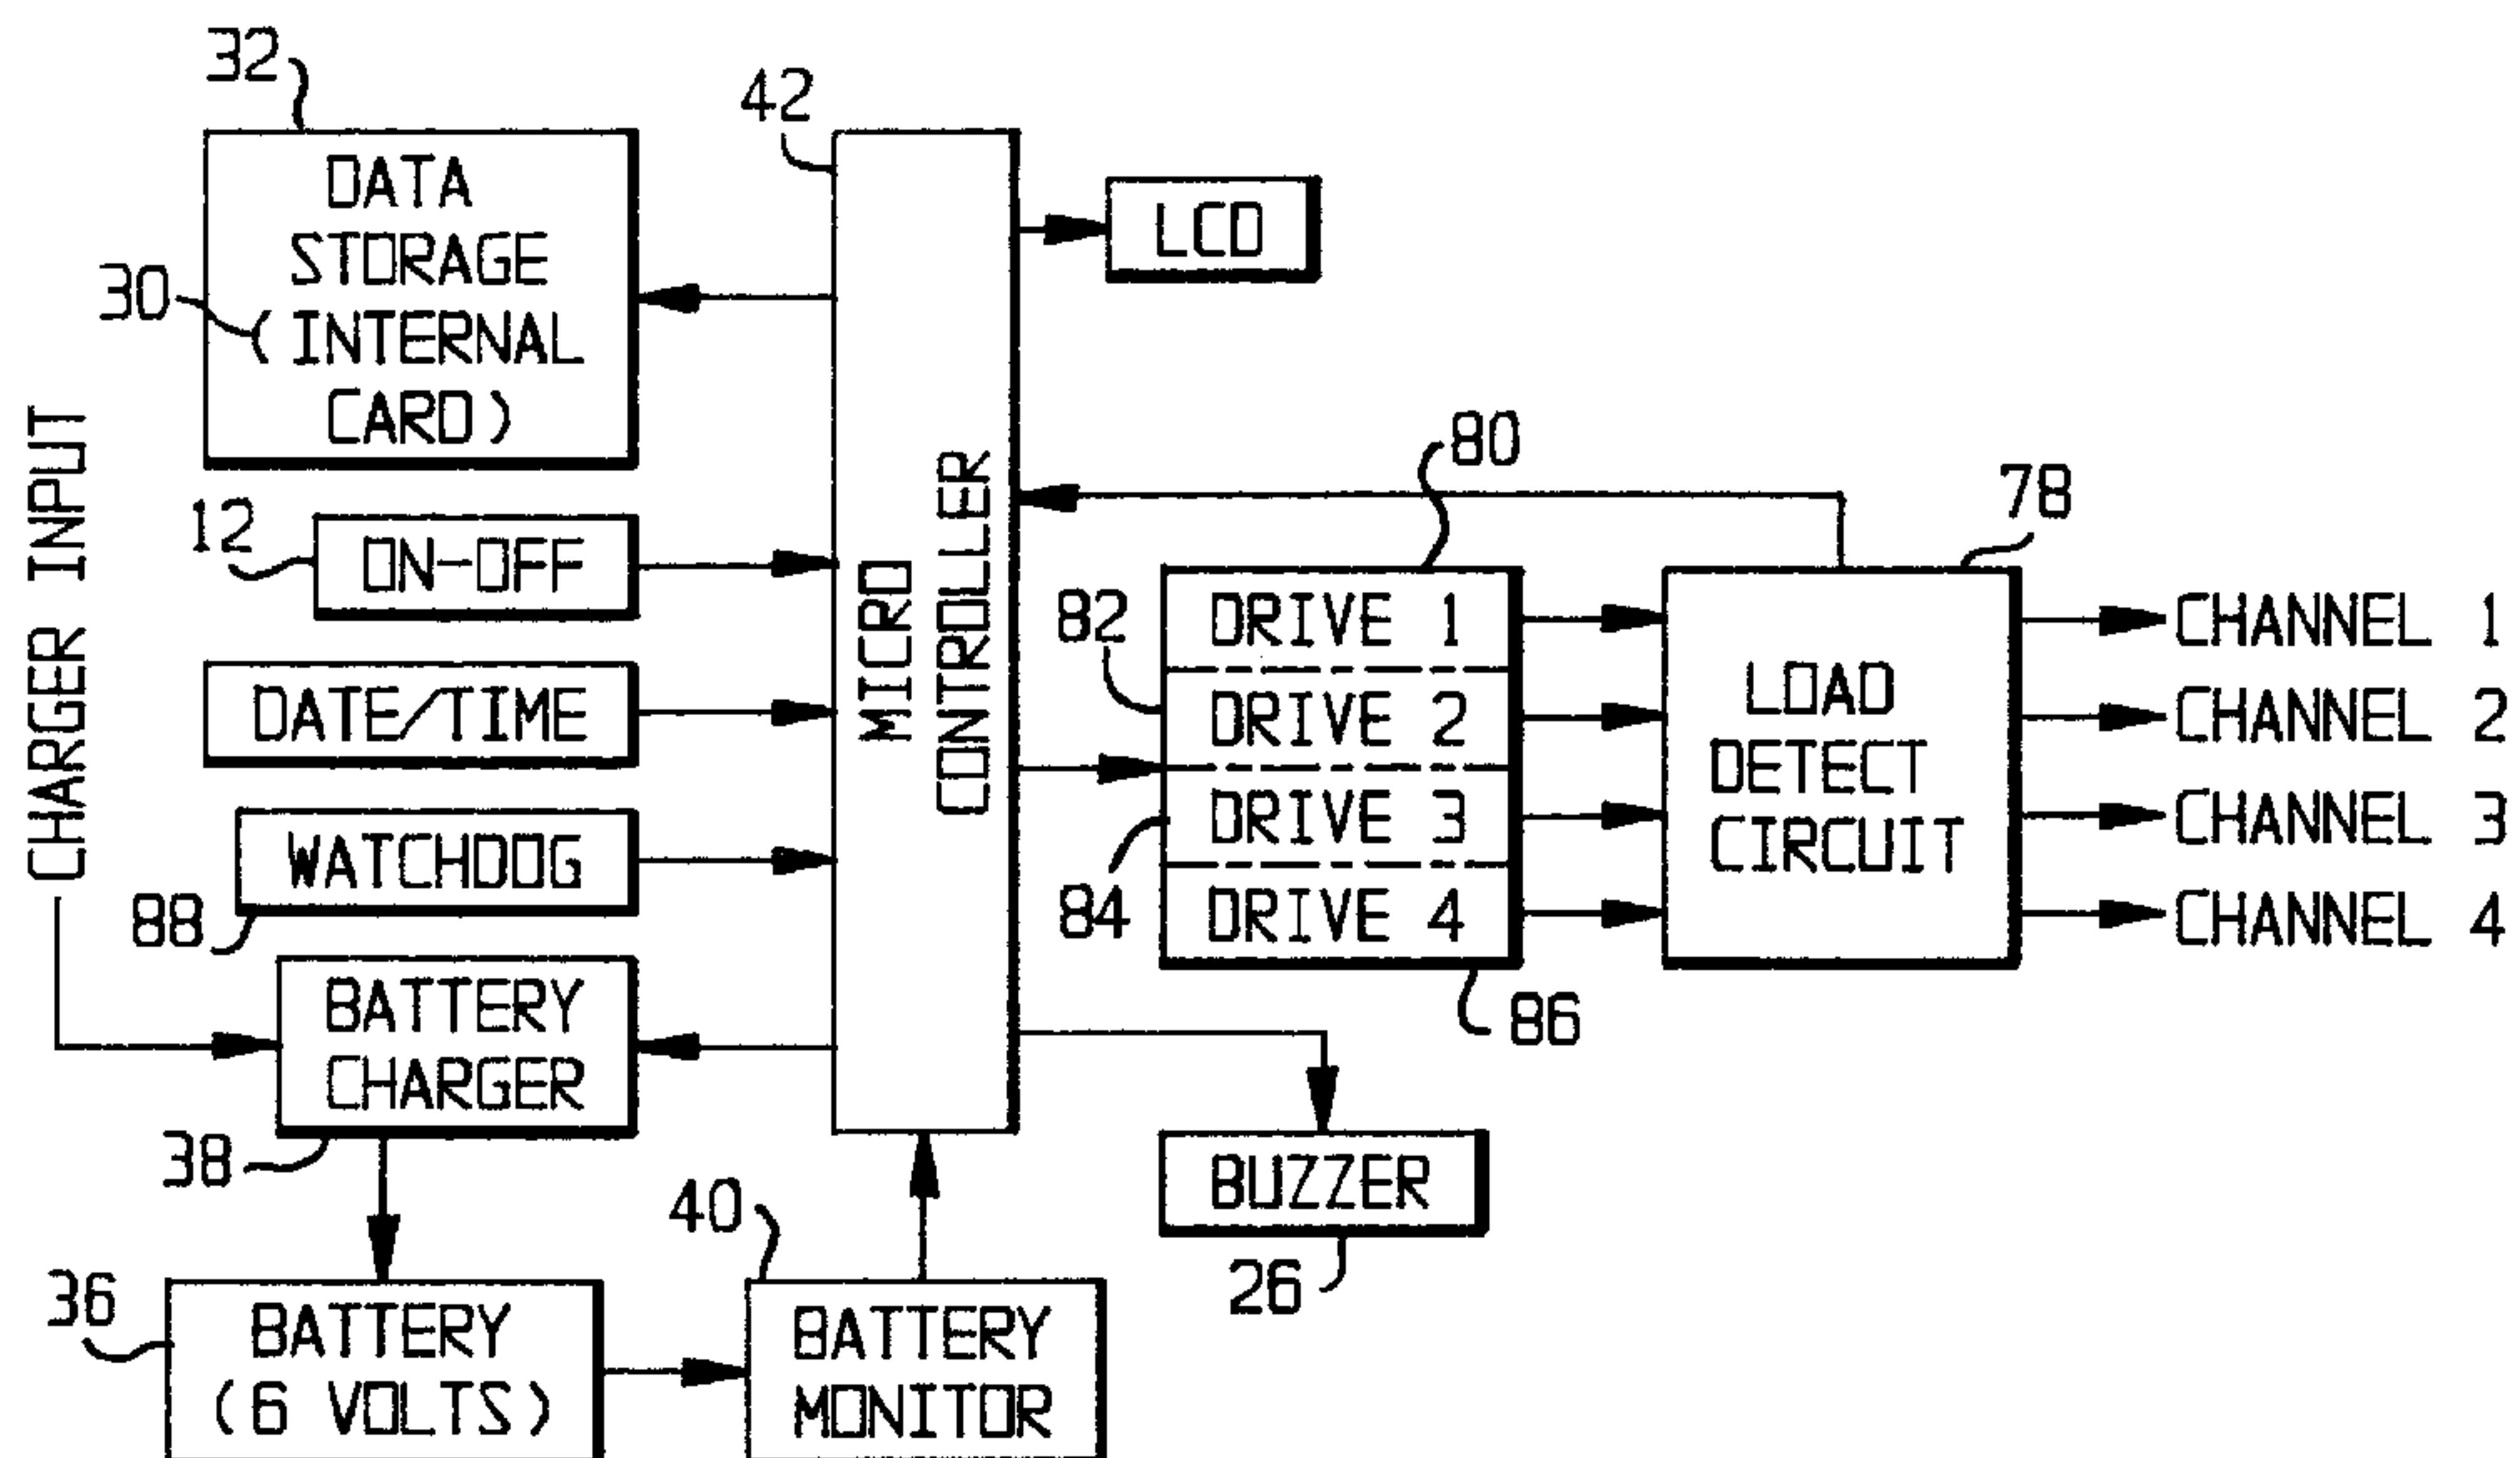 32
42
DATA
STORAGE
(INTERNAL
CARD)
30
LCD
CHARGER INPUT
12
ON-OFF
DATE/TIME
WATCHDOG
88
MICRO
CONTROLLER
80
78
82
DRIVE 1
DRIVE 2
DRIVE 3
DRIVE 4
84
86
LOAD
DETECT
CIRCUIT
CHANNEL 1
CHANNEL 2
CHANNEL 3
CHANNEL 4
BATTERY
CHARGER
38
40
BUZZER
26
36
BATTERY
(6 VOLTS)
BATTERY
MONITOR